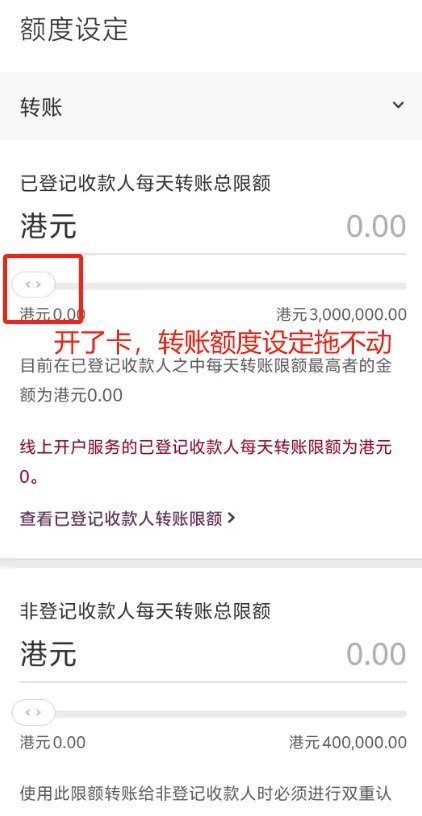 额度设定
转账
已登记收款人每天转账总限额
港元 0.00
港元0.00 港元3,000,000.00
开了卡，转账额度设定拖不动
目前在已登记收款人之中每天转账限额最高者的金
额为港元0.00
线上开户服务的已登记收款人每天转账限额为港元
0。
查看已登记收款人转账限额
非登记收款人每天转账总限额
港元 0.00
港元0.00 港元400,000.00
使用此限额转账给非登记收款人时必须进行双重认